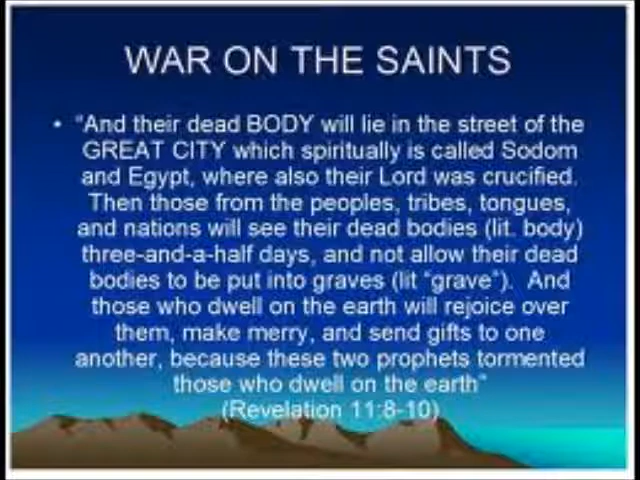 WAR ON THE SAINTS
• "And their dead BODY will lie in the street of the
GREAT CITY which spiritually is called Sodom
and Egypt, where also their Lord was crucified.
Then those from the peoples, tribes, tongues,
and nations will see their dead bodies (lit. body)
three-and-a-half days, and not allow their dead
bodies to be put into graves (lit "grave"). And
those who dwell on the earth will rejoice over
them, make merry, and send gifts to one
another, because these two prophets tormented
those who dwell on the earth"
(Revelation 11:8-10)